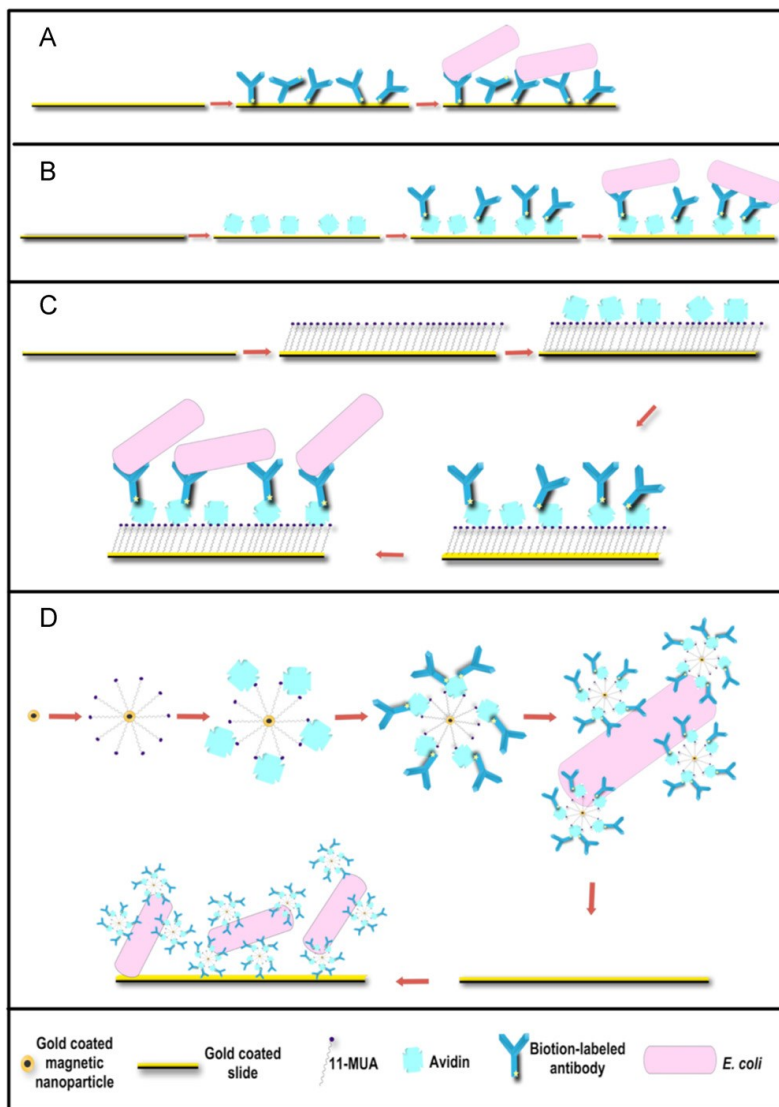 A
B
C
D
Gold coated
magnetic
nanoparticle
Gold coated
slide
11-MUA
Avidin
Biotion-labeled
antibody
E. coli